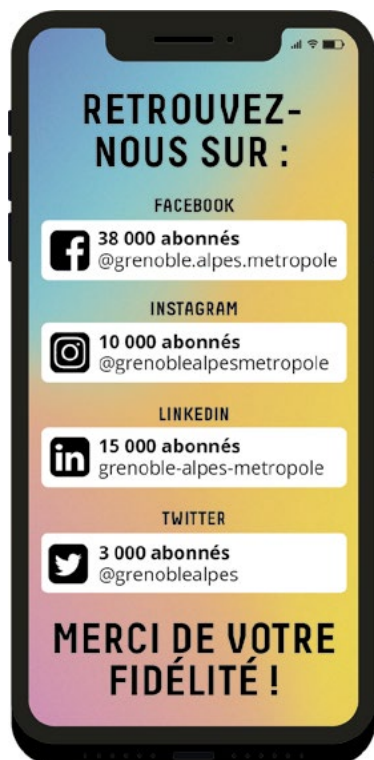 RETROUVEZ-
NOUS SUR :
FACEBOOK
38 000 abonnés
@grenoble.alpes.metropole
INSTAGRAM
10 000 abonnés
@grenoblealpesmetropole
LINKEDIN
15 000 abonnés
grenoble-alpes-metropole
TWITTER
3 000 abonnés
@grenoblealpes
MERCI DE VOTRE
FIDÉLITÉ !